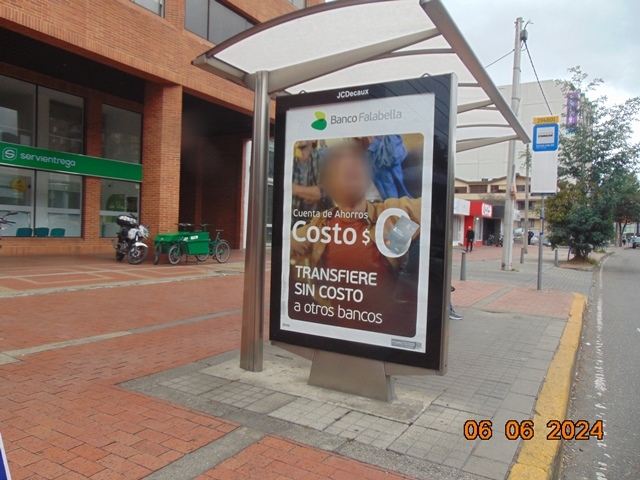 JCDecaux
Banco Falabella
servientrega
Cuenta de Ahorros
Costo $0
TRANSFIERE
SIN COSTO
a otros bancos
06 06 2024